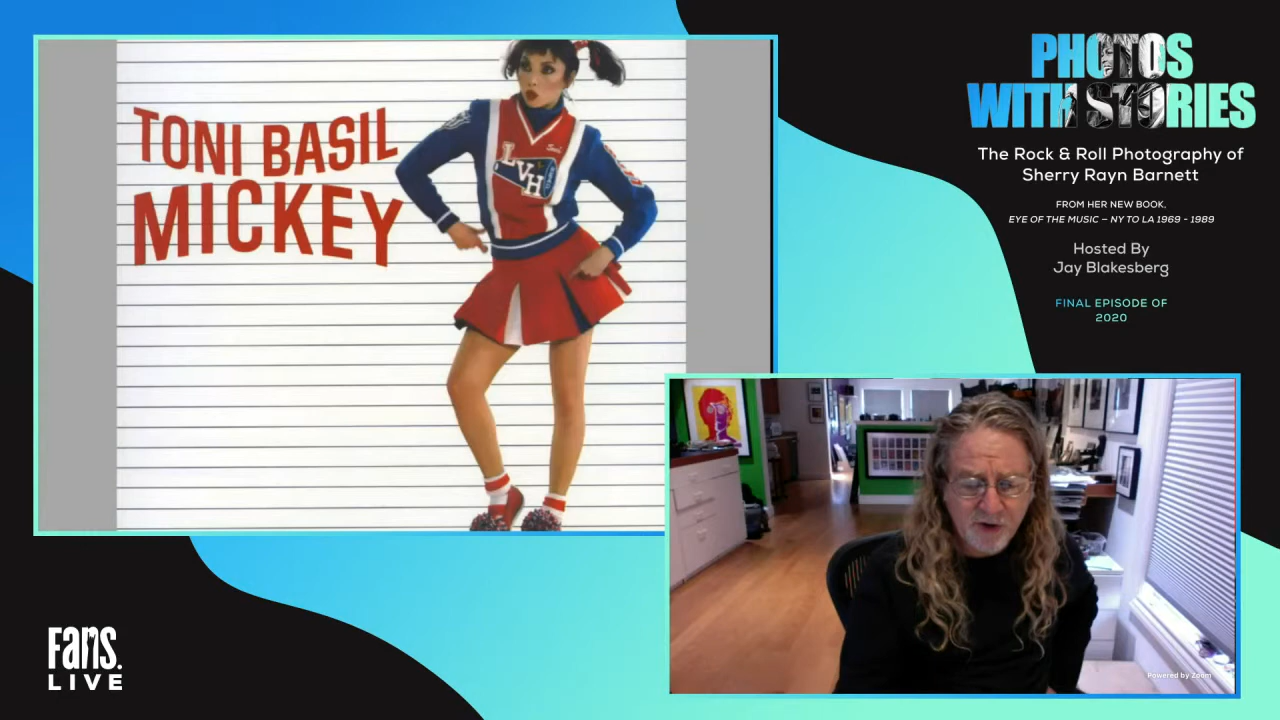 TONI BASIL
MICKEY
Toni
LVH
PHOTOS
WITH STORIES
The Rock & Roll Photography of
Sherry Rayn Barnett
FROM HER NEW BOOK,
EYE OF THE MUSIC – NY TO LA 1969 - 1989
Hosted By
Jay Blakesberg
FINAL EPISODE OF
2020
Powered by Zoom
Fans.
LIVE